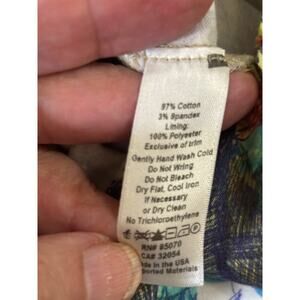 97% Cotton
3% Spandex
Lining:
100% Polyester
Exclusive of trim
Gently Hand Wash Cold
Do Not Wring
Do Not Bleach
Dry Flat, Cool Iron
If Necessary
or Dry Clean
No Trichloroethylene
RN# 85070
CA# 32054
Made in the USA
Imported Materials